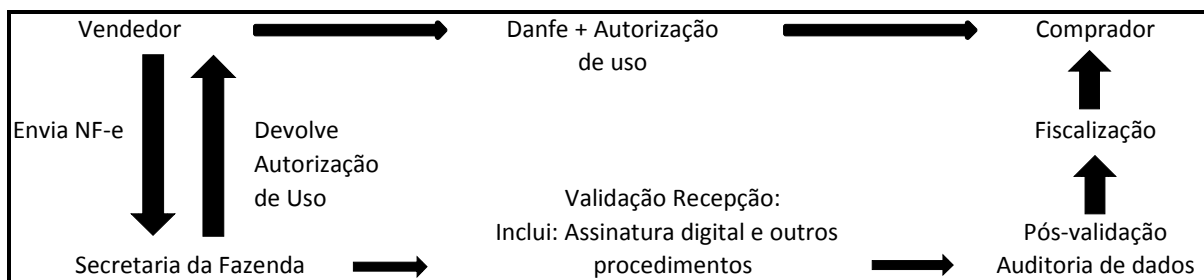 Vendedor
Danfe + Autorização
de uso
Comprador
Envia NF-e
Devolve
Autorização
de Uso
Fiscalização
Validação Recepção:
Inclui: Assinatura digital e outros
procedimentos
Pós-validação
Auditoria de dados
Secretaria da Fazenda